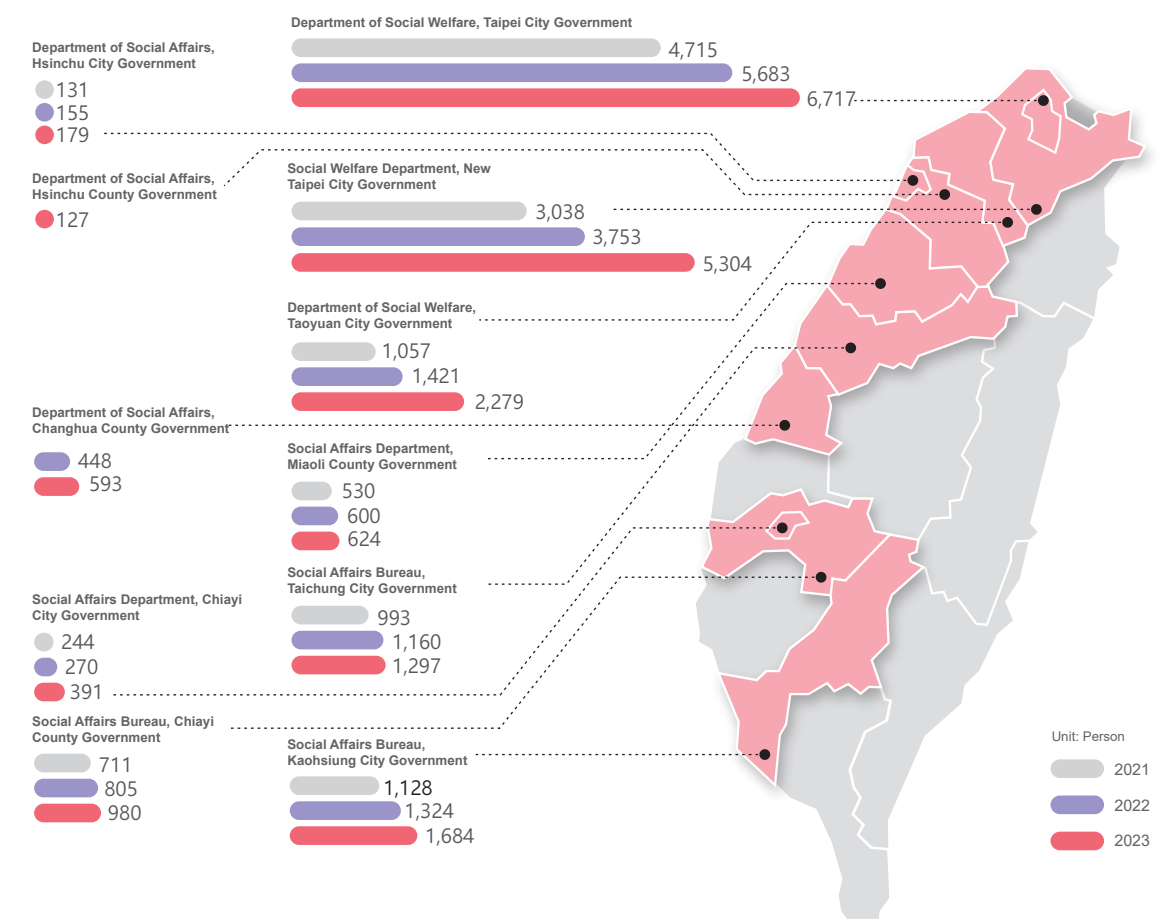 Department of Social Welfare, Taipei City Government
4,715
5,683
6,717
Department of Social Affairs,
Hsinchu City Government
131
155
179
Department of Social Affairs,
Hsinchu County Government
127
Social Welfare Department, New
Taipei City Government
3,038
3,753
5,304
Department of Social Welfare,
Taoyuan City Government
1,057
1,421
2,279
Department of Social Affairs,
Changhua County Government
448
593
Social Affairs Department,
Miaoli County Government
530
600
624
Social Affairs Bureau,
Taichung City Government
993
1,160
1,297
Social Affairs Department, Chiayi
City Government
244
270
391
Social Affairs Bureau, Chiayi
County Government
711
805
980
Social Affairs Bureau,
Kaohsiung City Government
1,128
1,324
1,684
Unit: Person
2021
2022
2023